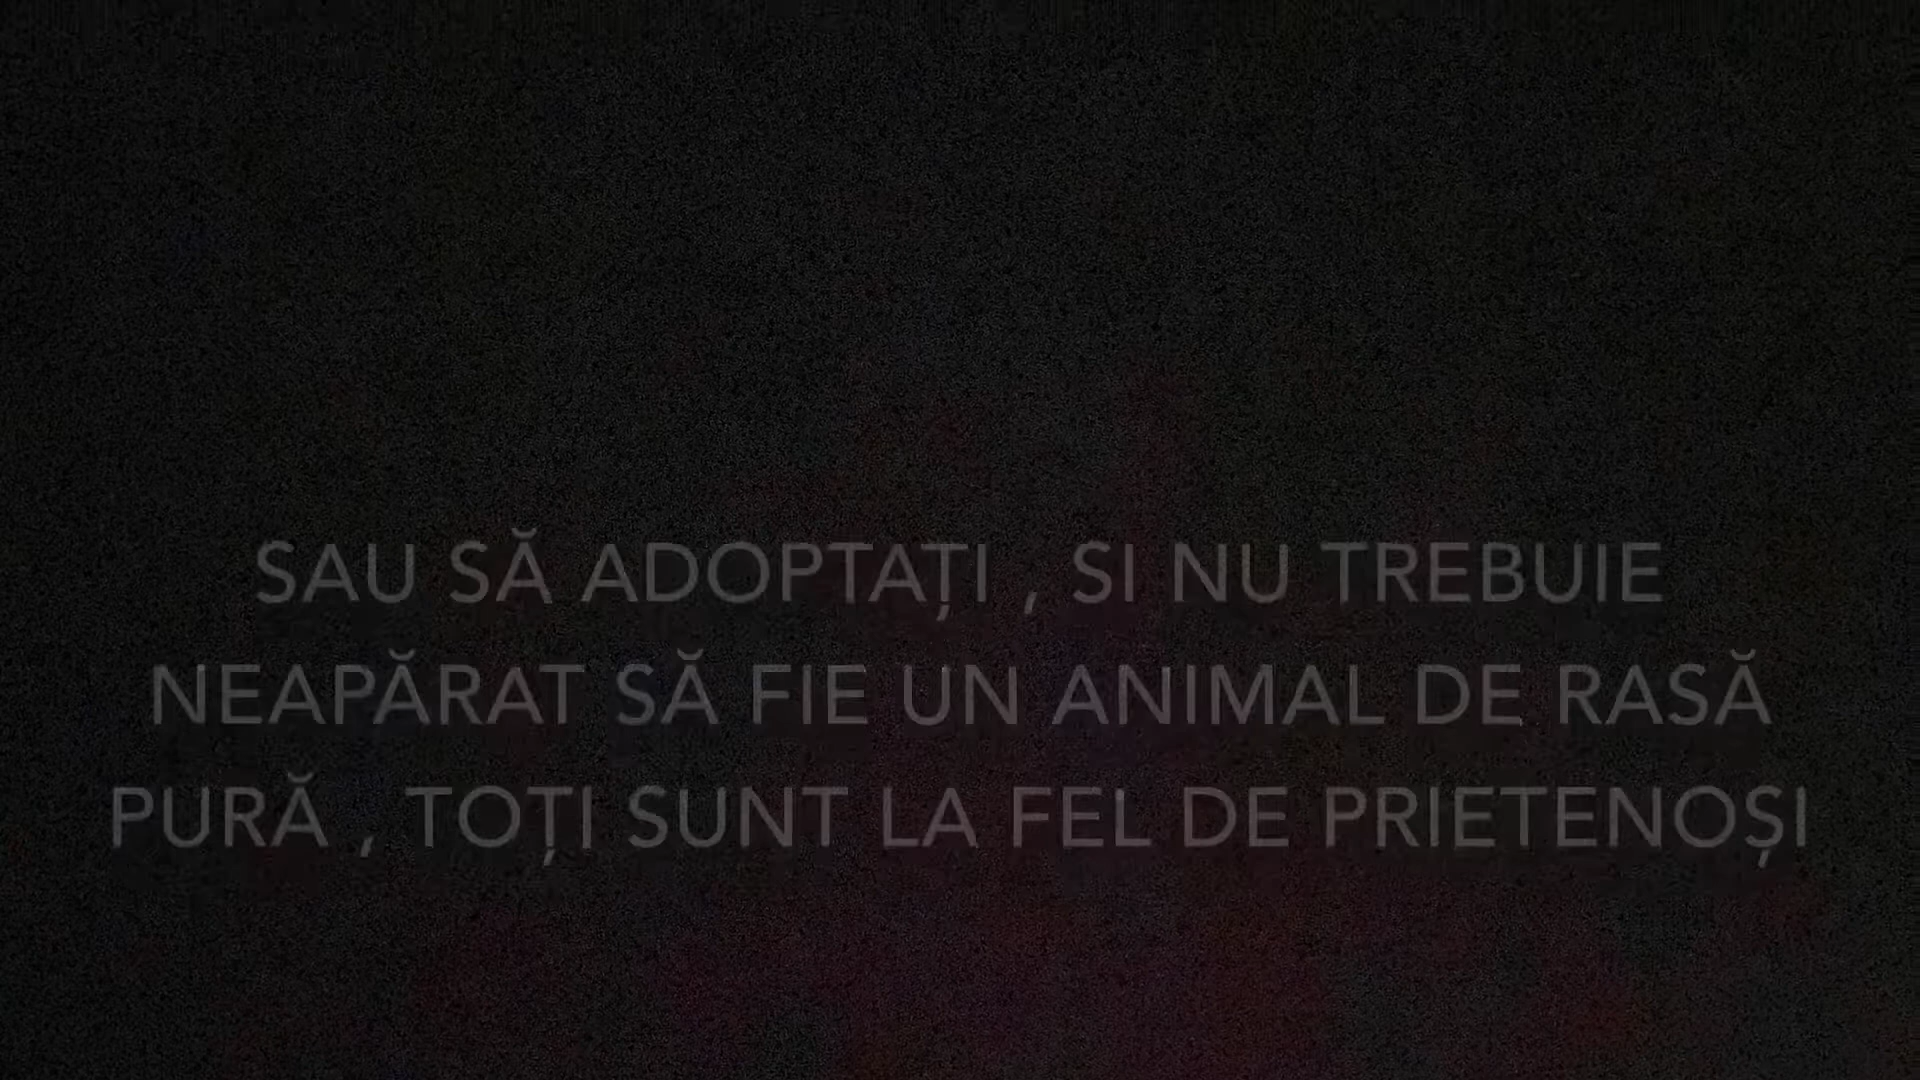 SAU SĂ ADOPTAȚI , SI NU TREBUIE
NEAPĂRAT SĂ FIE UN ANIMAL DE RASĂ
PURĂ , TOȚI SUNT LA FEL DE PRIETENOȘI